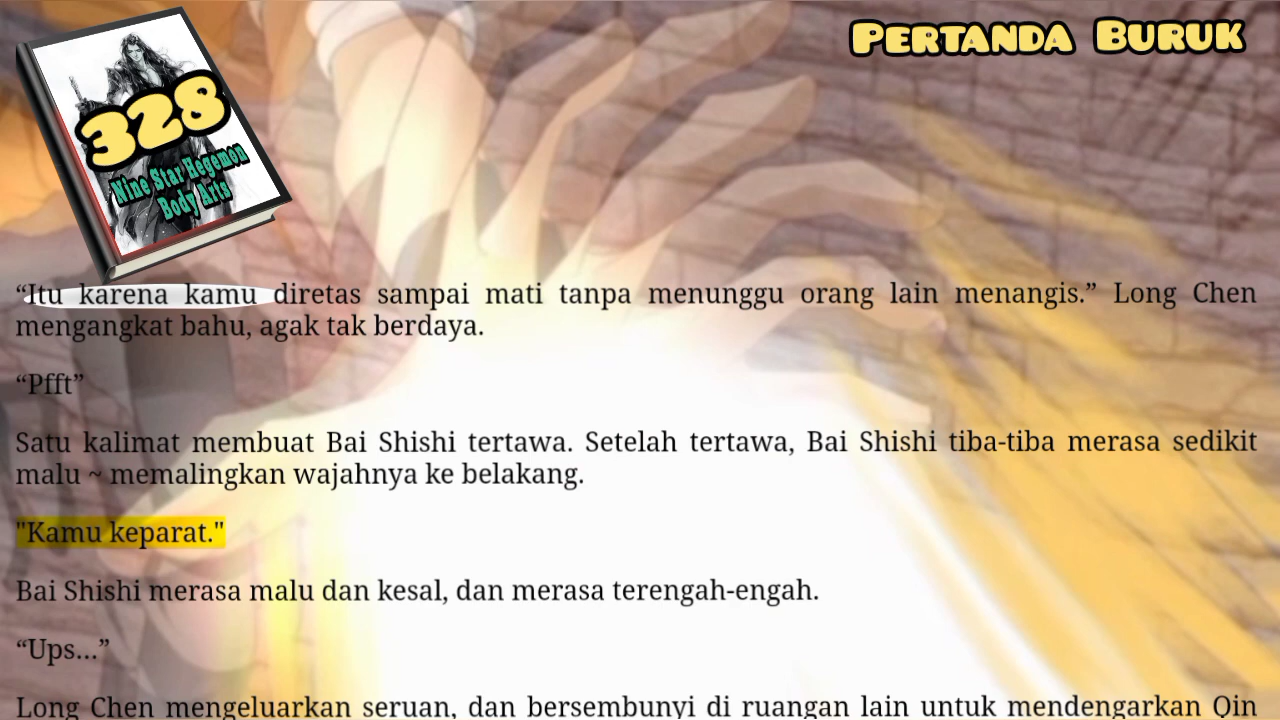 Pertanda Buruk
328
Nine Star Hegemon
Body Arts
“Itu karena kamu diretas sampai mati tanpa menunggu orang lain menangis.” Long Chen
mengangkat bahu, agak tak berdaya.
“Pfft”
Satu kalimat membuat Bai Shishi tertawa. Setelah tertawa, Bai Shishi tiba-tiba merasa sedikit
malu ~ memalingkan wajahnya ke belakang.
"Kamu keparat."
Bai Shishi merasa malu dan kesal, dan merasa terengah-engah.
“Ups…”
Long Chen mengeluarkan seruan, dan bersembunyi di ruangan lain untuk mendengarkan Qin